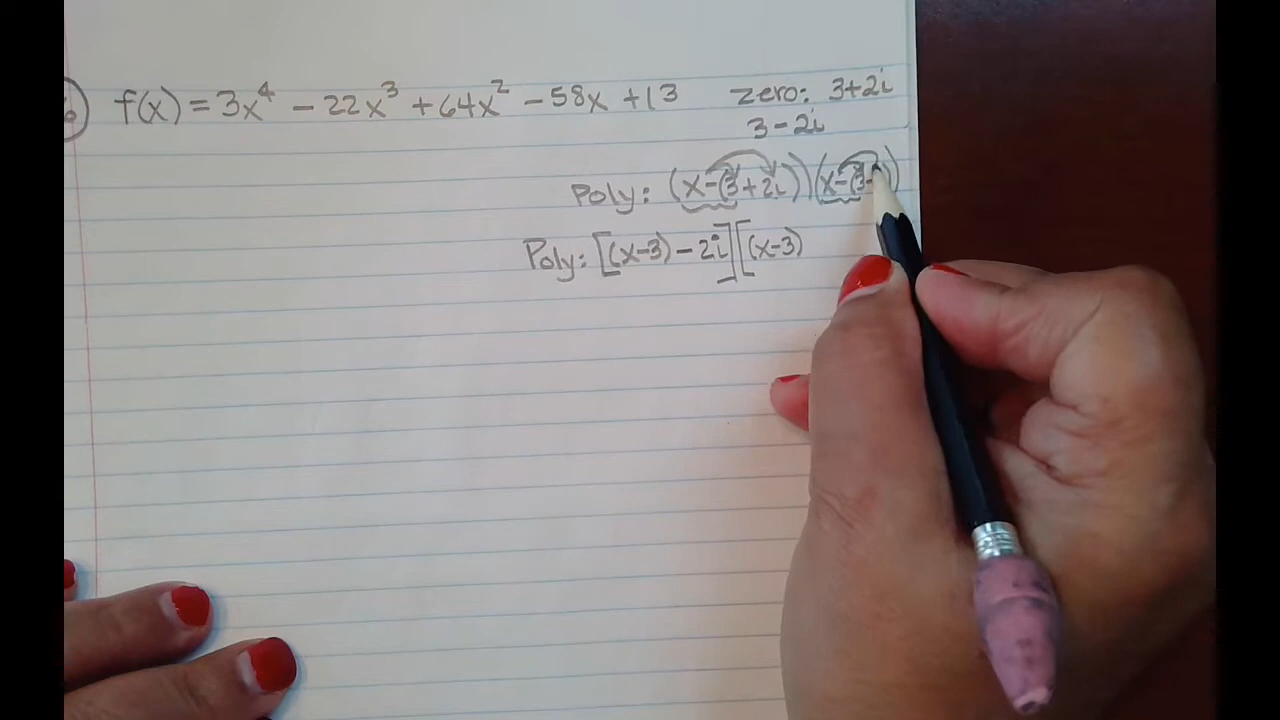 f(x) = 3x⁴ - 22x³ + 64x² - 58x + 13 zero: 3+2i
3-2i
Poly: (x-(3+2i))(x-(3-
Poly: [(x-3)-2i][(x-3)